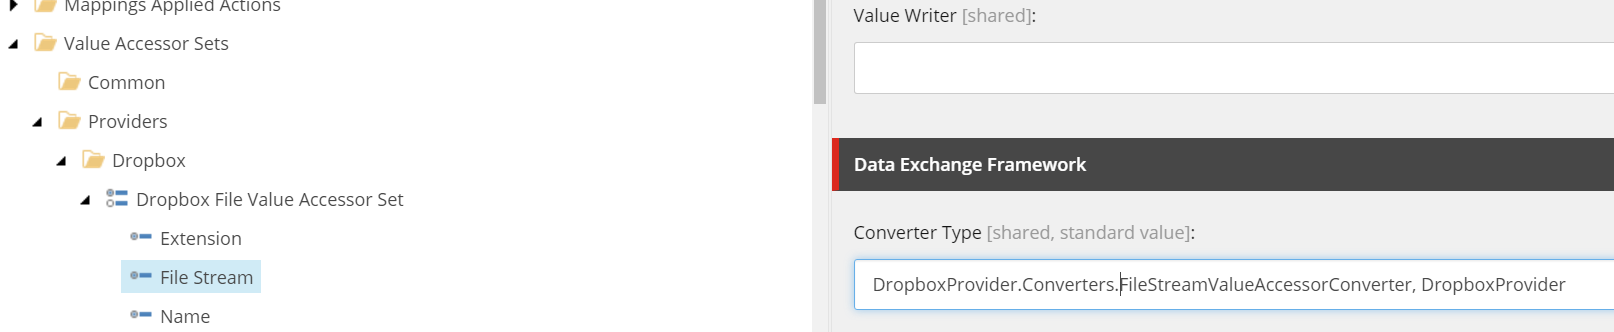 Mappings Applied Actions
Value Accessor Sets
Common
Providers
Dropbox
Dropbox File Value Accessor Set
Extension
File Stream
Name
Value Writer [shared]:
Data Exchange Framework
Converter Type [shared, standard value]:
DropboxProvider.Converters.FileStreamValueAccessorConverter, DropboxProvider